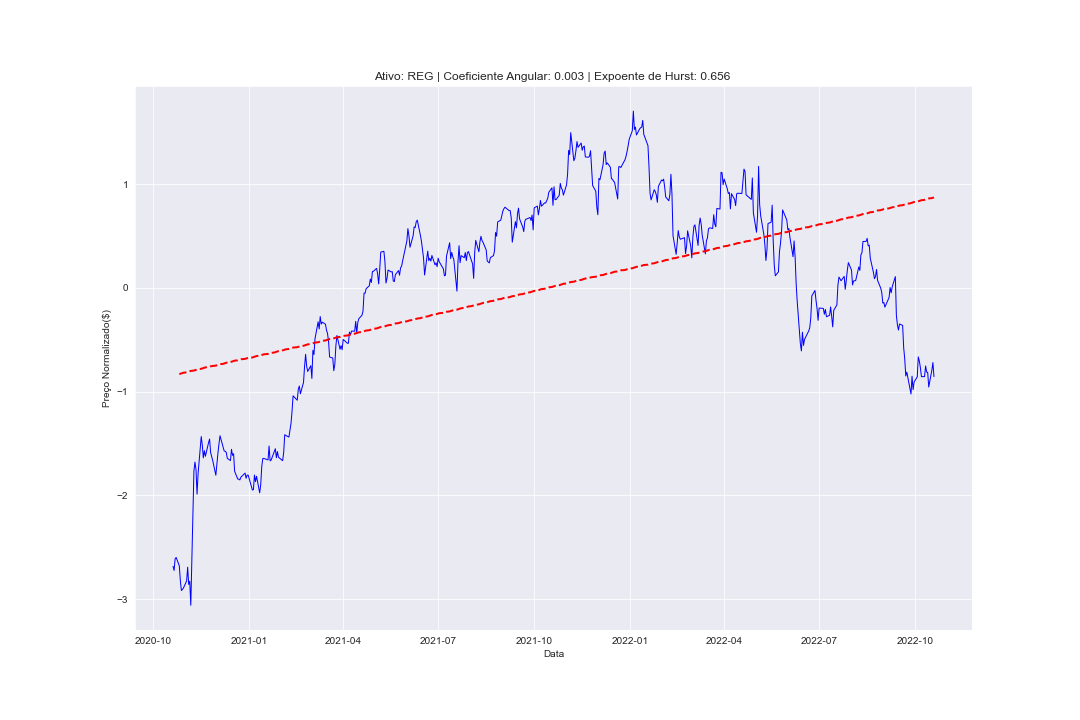 Ativo: REG | Coeficiente Angular: 0.003 | Expoente de Hurst: 0.656
Preço Normalizado($)
1
0
−1
−2
−3
2020-10 2021-01 2021-04 2021-07 2021-10 2022-01 2022-04 2022-07 2022-10
Data